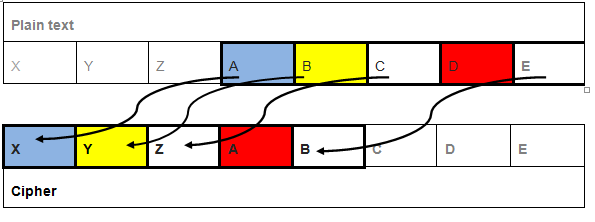 Plain text
X Y Z A B C D E
X Y Z A B C D E
Cipher